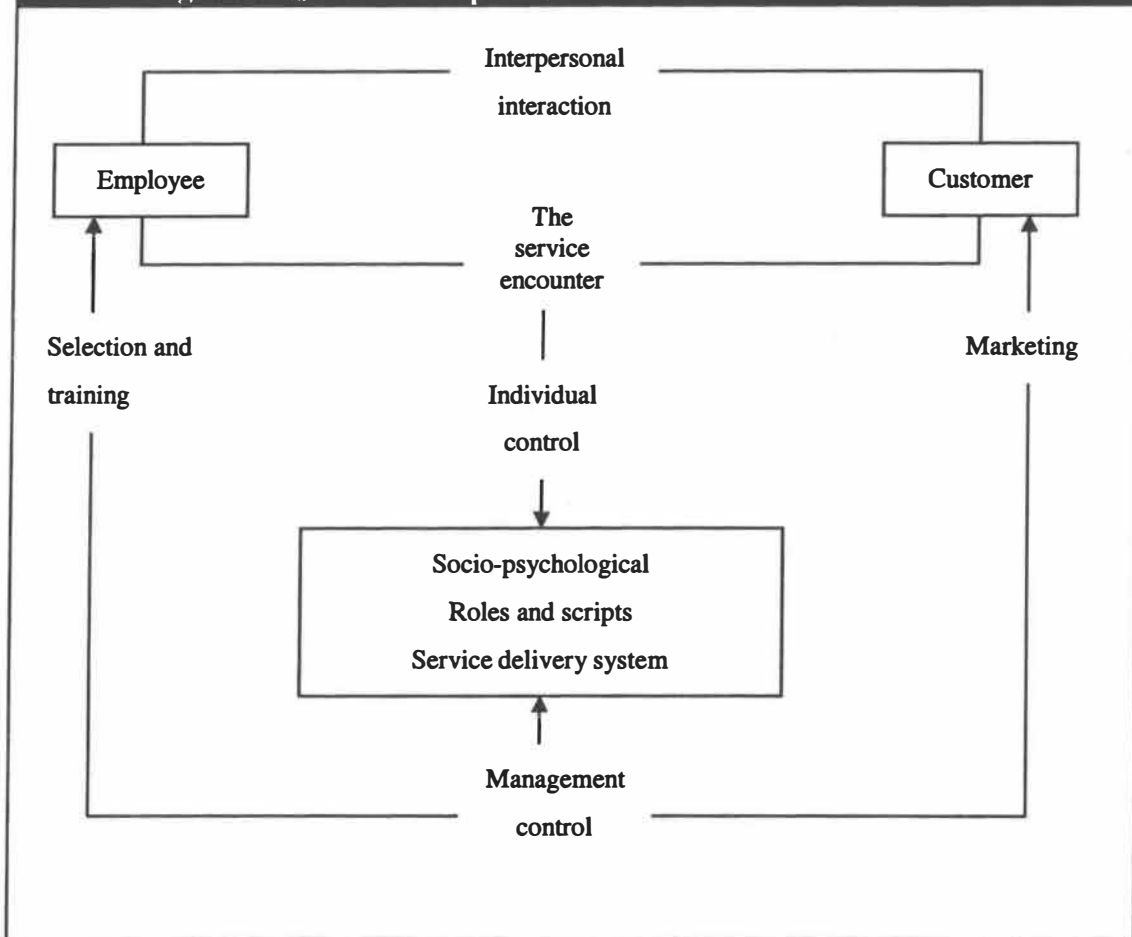 Interpersonal
interaction
Employee
Customer
The
service
encounter
Selection and
training
Marketing
Individual
control
Socio-psychological
Roles and scripts
Service delivery system
Management
control